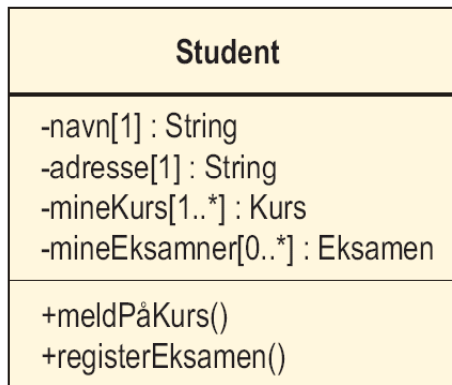 Student
-navn[1] : String
-adresse[1] : String
-mineKurs[1..*] : Kurs
-mineEksamner[0..*] : Eksamen
+meldPåKurs()
+registerEksamen()